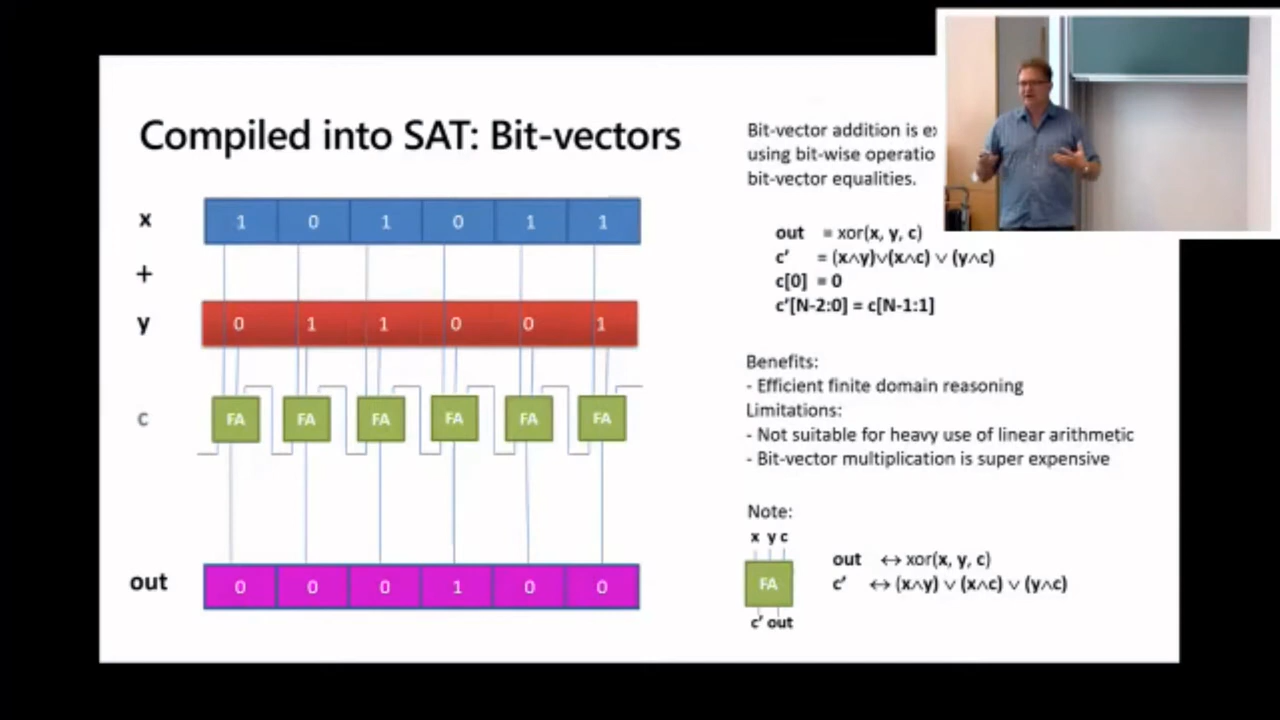 Compiled into SAT: Bit-vectors
x 1 0 1 0 1 1
+
y 0 1 1 0 0 1
c FA FA FA FA FA FA
out 0 0 0 1 0 0
Bit-vector addition is
using bit-wise
bit-vector equalities.
out = xor(x, y, c)
c' = (x∧y)∨(x∧c) ∨ (y∧c)
c[0] = 0
c'[N-2:0] = c[N-1:1]
Benefits:
- Efficient finite domain reasoning
Limitations:
- Not suitable for heavy use of linear arithmetic
- Bit-vector multiplication is super expensive
Note:
x y c
FA
c' out
out ↔ xor(x, y, c)
c' ↔ (x∧y) ∨ (x∧c) ∨ (y∧c)